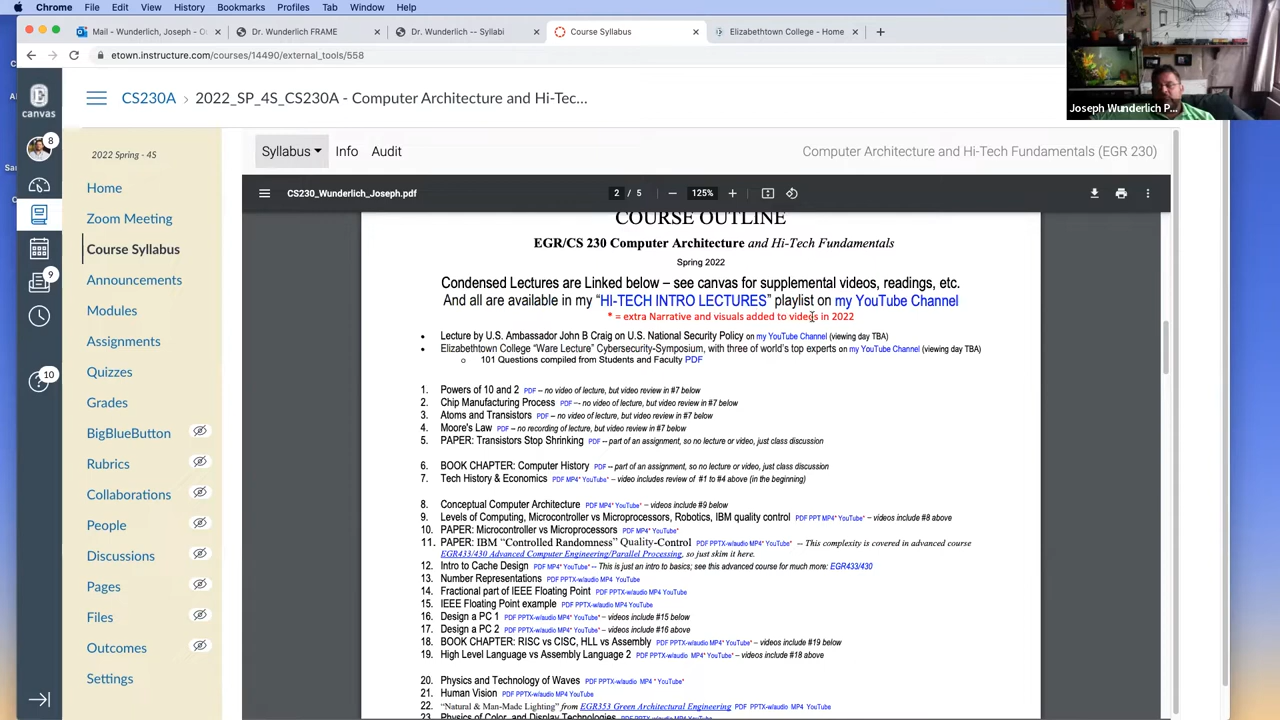 Chrome File Edit View History Bookmarks Profiles Tab Window Help
Mail - Wunderlich, Joseph - O
Dr. Wunderlich FRAME
Dr. Wunderlich -- Syllabi
Course Syllabus
Elizabethtown College - Home
etown.instructure.com/courses/14490/external_tools/558
Joseph Wunderlich P...
canvas
8
9
10
CS230A > 2022_SP_4S_CS230A - Computer Architecture and Hi-Tec...
2022 Spring - 4S
Home
Zoom Meeting
Course Syllabus
Announcements
Modules
Assignments
Quizzes
Grades
BigBlueButton
Rubrics
Collaborations
People
Discussions
Pages
Files
Outcomes
Settings
Syllabus Info Audit
Computer Architecture and Hi-Tech Fundamentals (EGR 230)
CS230_Wunderlich_Joseph.pdf 2 / 5 125%
COURSE OUTLINE
EGR/CS 230 Computer Architecture and Hi-Tech Fundamentals
Spring 2022
Condensed Lectures are Linked below – see canvas for supplemental videos, readings, etc.
And all are available in my “HI-TECH INTRO LECTURES” playlist on my YouTube Channel
* = extra Narrative and visuals added to videos in 2022
• Lecture by U.S. Ambassador John B Craig on U.S. National Security Policy on my YouTube Channel (viewing day TBA)
• Elizabethtown College “Ware Lecture” Cybersecurity-Symposium, with three of world’s top experts on my YouTube Channel (viewing day TBA)
o 101 Questions compiled from Students and Faculty PDF
1. Powers of 10 and 2 PDF – no video of lecture, but video review in #7 below
2. Chip Manufacturing Process PDF –- no video of lecture, but video review in #7 below
3. Atoms and Transistors PDF – no video of lecture, but video review in #7 below
4. Moore's Law PDF – no recording of lecture, but video review in #7 below
5. PAPER: Transistors Stop Shrinking PDF -- part of an assignment, so no lecture or video, just class discussion
6. BOOK CHAPTER: Computer History PDF -- part of an assignment, so no lecture or video, just class discussion
7. Tech History & Economics PDF MP4* YouTube* – video includes review of #1 to #4 above (in the beginning)
8. Conceptual Computer Architecture PDF MP4* YouTube* – videos include #9 below
9. Levels of Computing, Microcontroller vs Microprocessors, Robotics, IBM quality control PDF PPT MP4* YouTube* – videos include #8 above
10. PAPER: Microcontroller vs Microprocessors PDF MP4* YouTube*
11. PAPER: IBM “Controlled Randomness” Quality-Control PDF PPTX-w/audio MP4* YouTube* – This complexity is covered in advanced course
EGR433/430 Advanced Computer Engineering/Parallel Processing, so just skim it here.
12. Intro to Cache Design PDF MP4* YouTube* -- This is just an intro to basics; see this advanced course for much more: EGR433/430
13. Number Representations PDF PPTX-w/audio MP4 YouTube
14. Fractional part of IEEE Floating Point PDF PPTX-w/audio MP4 YouTube
15. IEEE Floating Point example PDF PPTX-w/audio MP4 YouTube
16. Design a PC 1 PDF PPTX-w/audio MP4* YouTube* – videos include #15 below
17. Design a PC 2 PDF PPTX-w/audio MP4* YouTube* – videos include #16 above
18. BOOK CHAPTER: RISC vs CISC, HLL vs Assembly PDF PPTX-w/audio MP4* YouTube* – videos include #19 below
19. High Level Language vs Assembly Language 2 PDF PPTX-w/audio MP4* YouTube* – videos include #18 above
20. Physics and Technology of Waves PDF PPTX-w/audio MP4 * YouTube*
21. Human Vision PDF PPTX-w/audio MP4 YouTube
22. “Natural & Man-Made Lighting” from EGR353 Green Architectural Engineering PDF PPTX-w/audio MP4 YouTube
23. Physics of Color, and Display Technologies